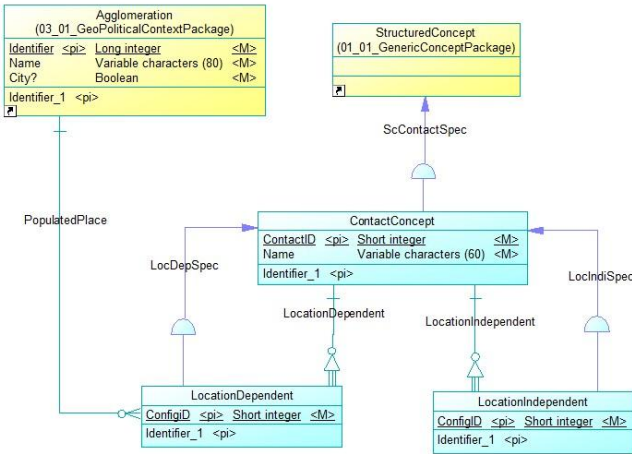 Agglomeration
(03_01_GeoPoliticalContextPackage)
Identifier <pi> Long integer <M>
Name Variable characters (80) <M>
City? Boolean <M>
Identifier_1 <pi>
StructuredConcept
(01_01_GenericConceptPackage)
ScContactSpec
PopulatedPlace
ContactConcept
ContactID <pi> Short integer <M>
Name Variable characters (60) <M>
Identifier_1 <pi>
LocDepSpec
LocIndiSpec
LocationDependent
LocationIndependent
LocationDependent
ConfigiD <pi> Short integer <M>
Identifier_1 <pi>
LocationIndependent
ConfigID <pi> Short integer <M>
Identifier_1 <pi>